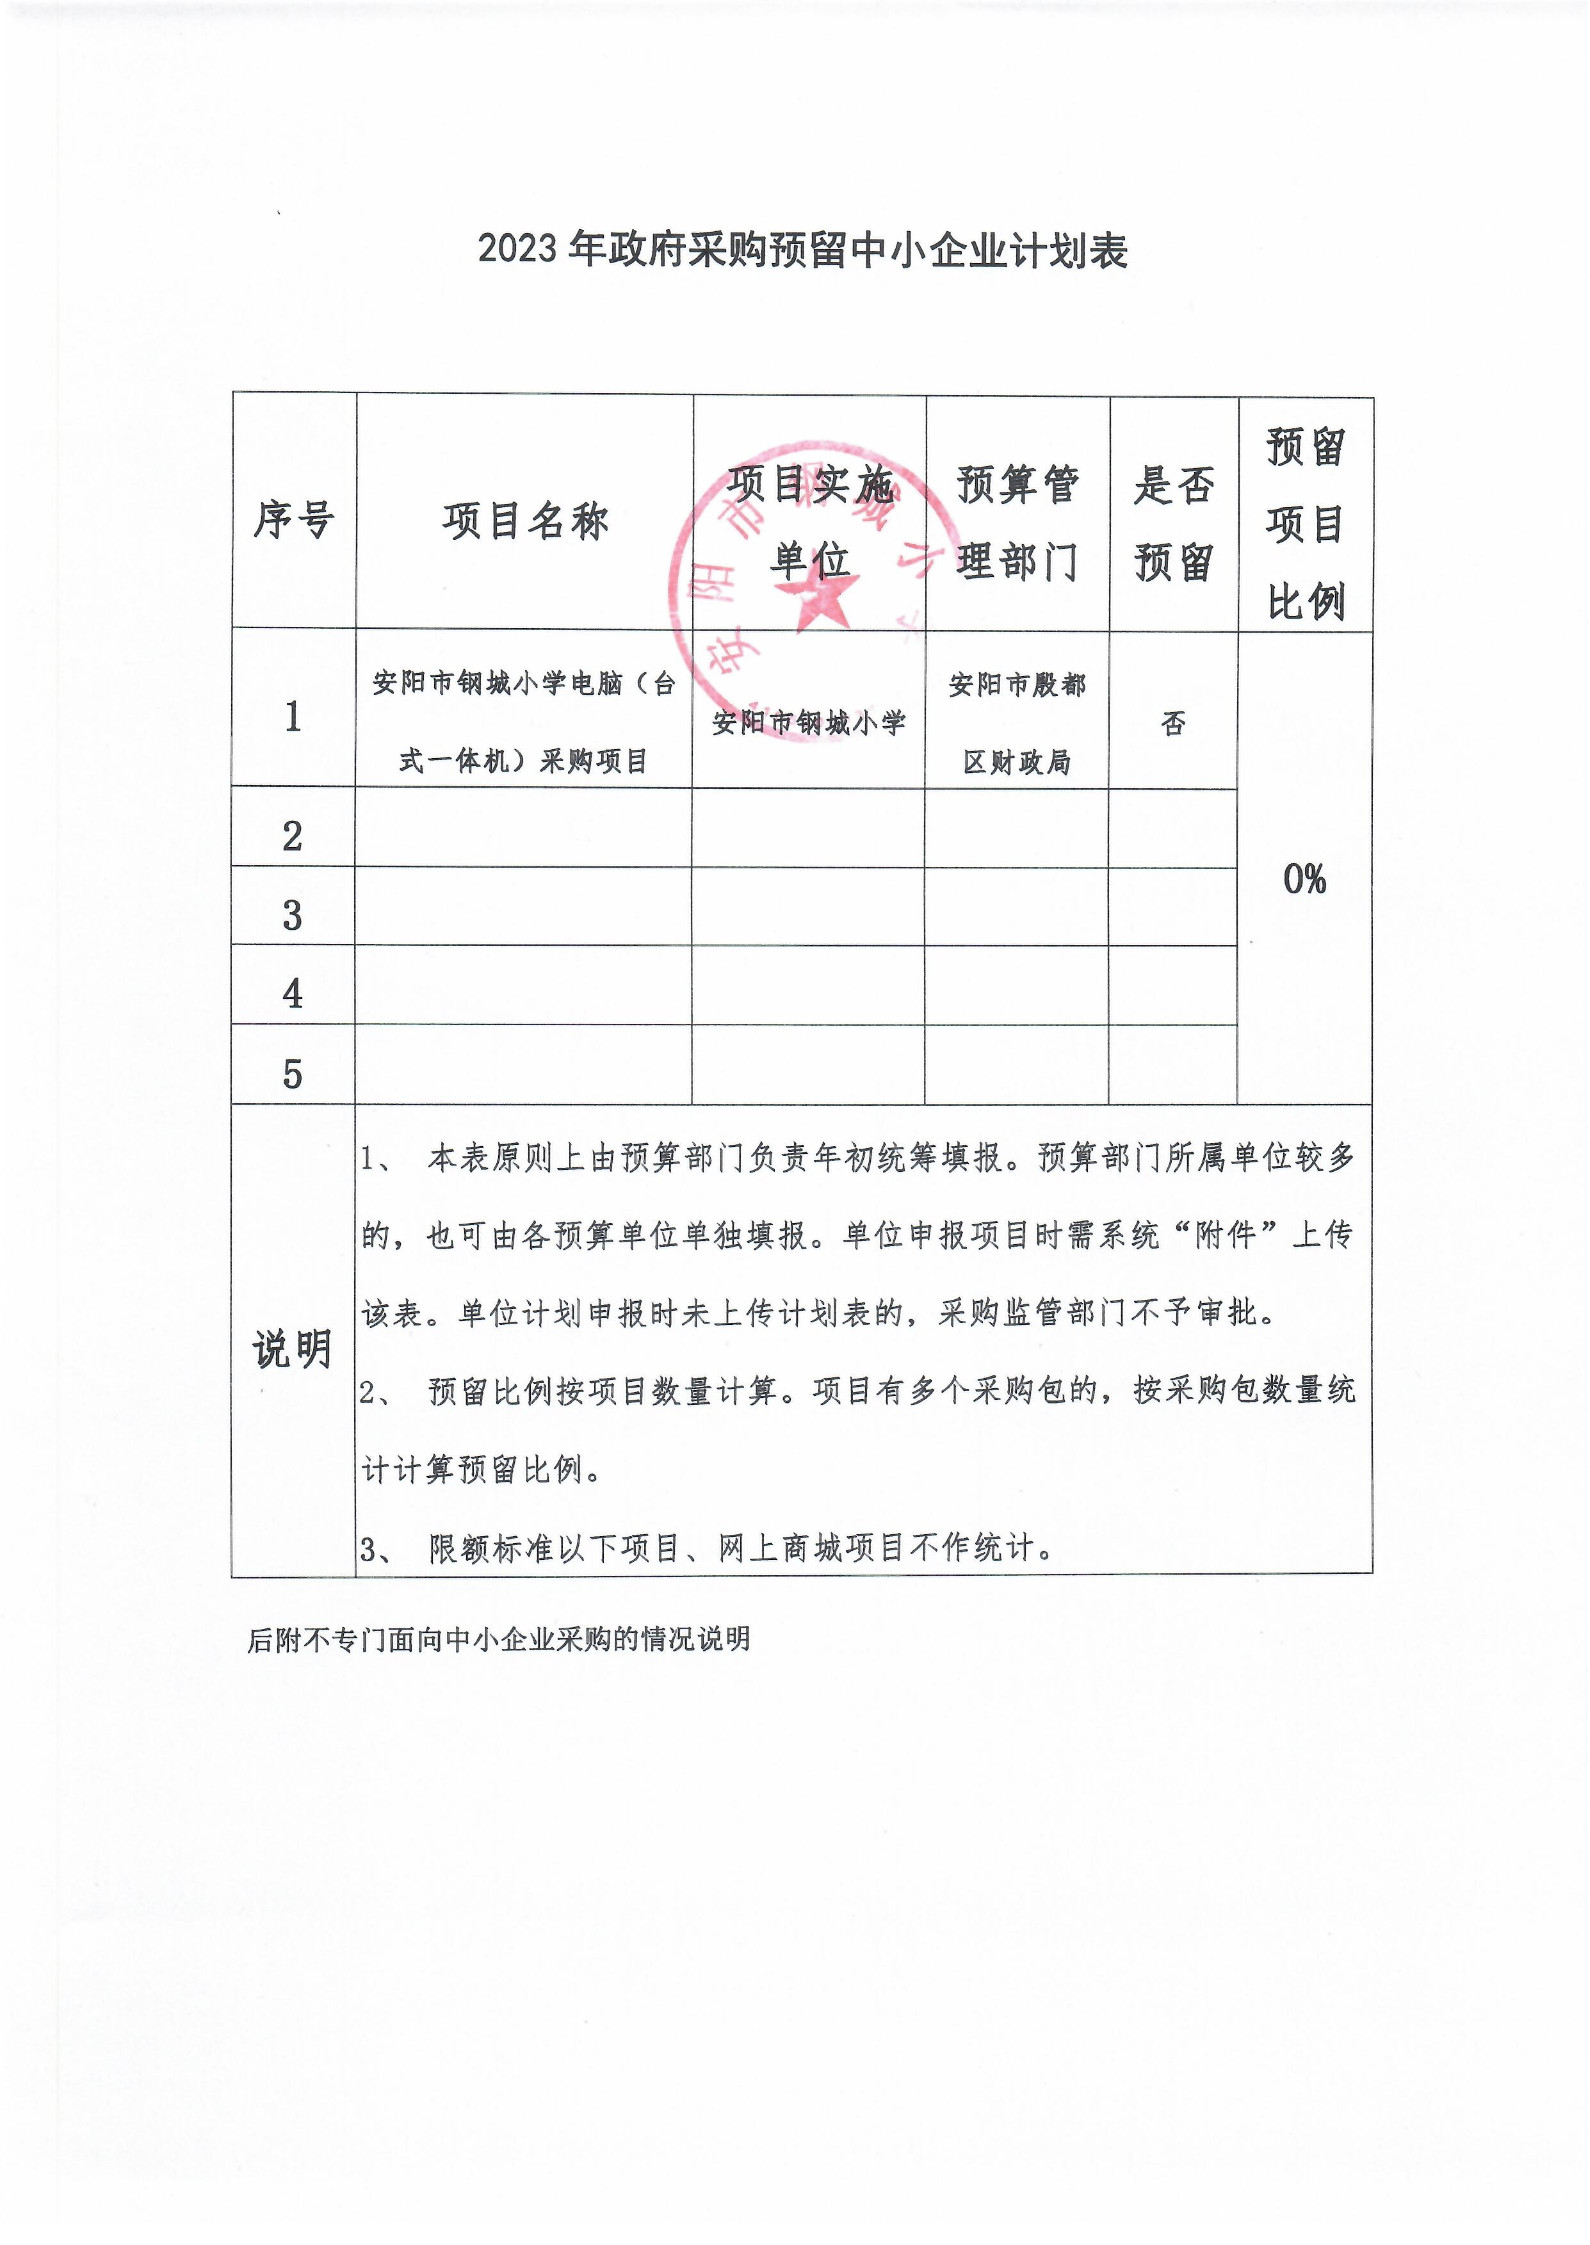 2023年政府采购预留中小企业计划表
序号
项目名称
项目实施
单位
预算管
理部门
是否
预留
预留
项目
比例
1
安阳市钢城小学电脑（台
式一体机）采购项目
安阳市钢城小学
安阳市殷都
区财政局
否
0%
2
3
4
5
说明
1、 本表原则上由预算部门负责年初统筹填报。预算部门所属单位较多
的，也可由各预算单位单独填报。单位申报项目时需系统“附件”上传
该表。单位计划申报时未上传计划表的，采购监管部门不予审批。
2、 预留比例按项目数量计算。项目有多个采购包的，按采购包数量统
计计算预留比例。
3、 限额标准以下项目、网上商城项目不作统计。
后附不专门面向中小企业采购的情况说明
安阳市钢城小